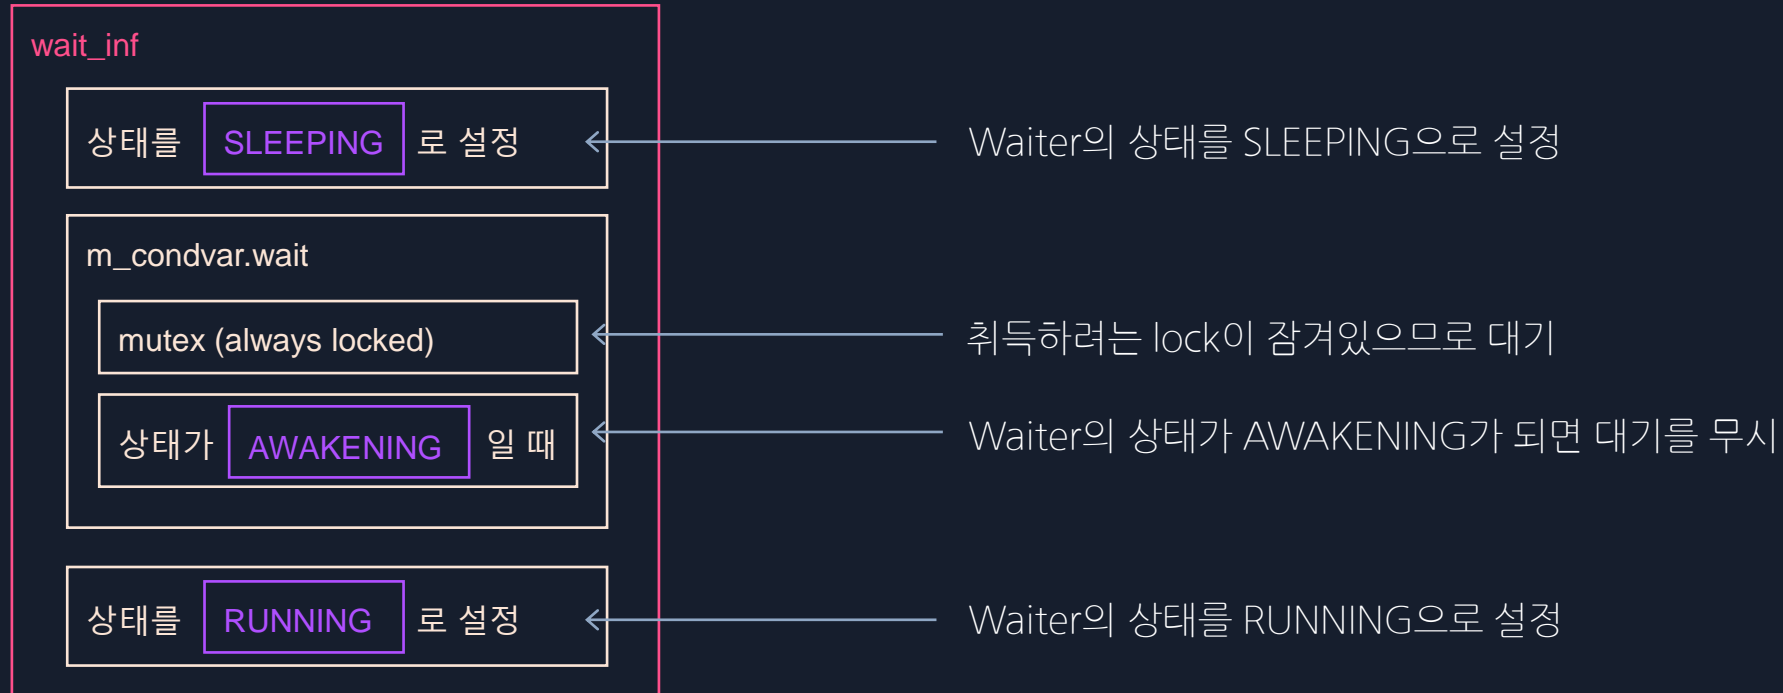 wait_inf
상태를 SLEEPING 로 설정
Waiter의 상태를 SLEEPING으로 설정
m_condvar.wait
mutex (always locked)
취득하려는 lock이 잠겨있으므로 대기
상태가 AWAKENING 일 때
Waiter의 상태가 AWAKENING가 되면 대기를 무시
상태를 RUNNING 로 설정
Waiter의 상태를 RUNNING으로 설정